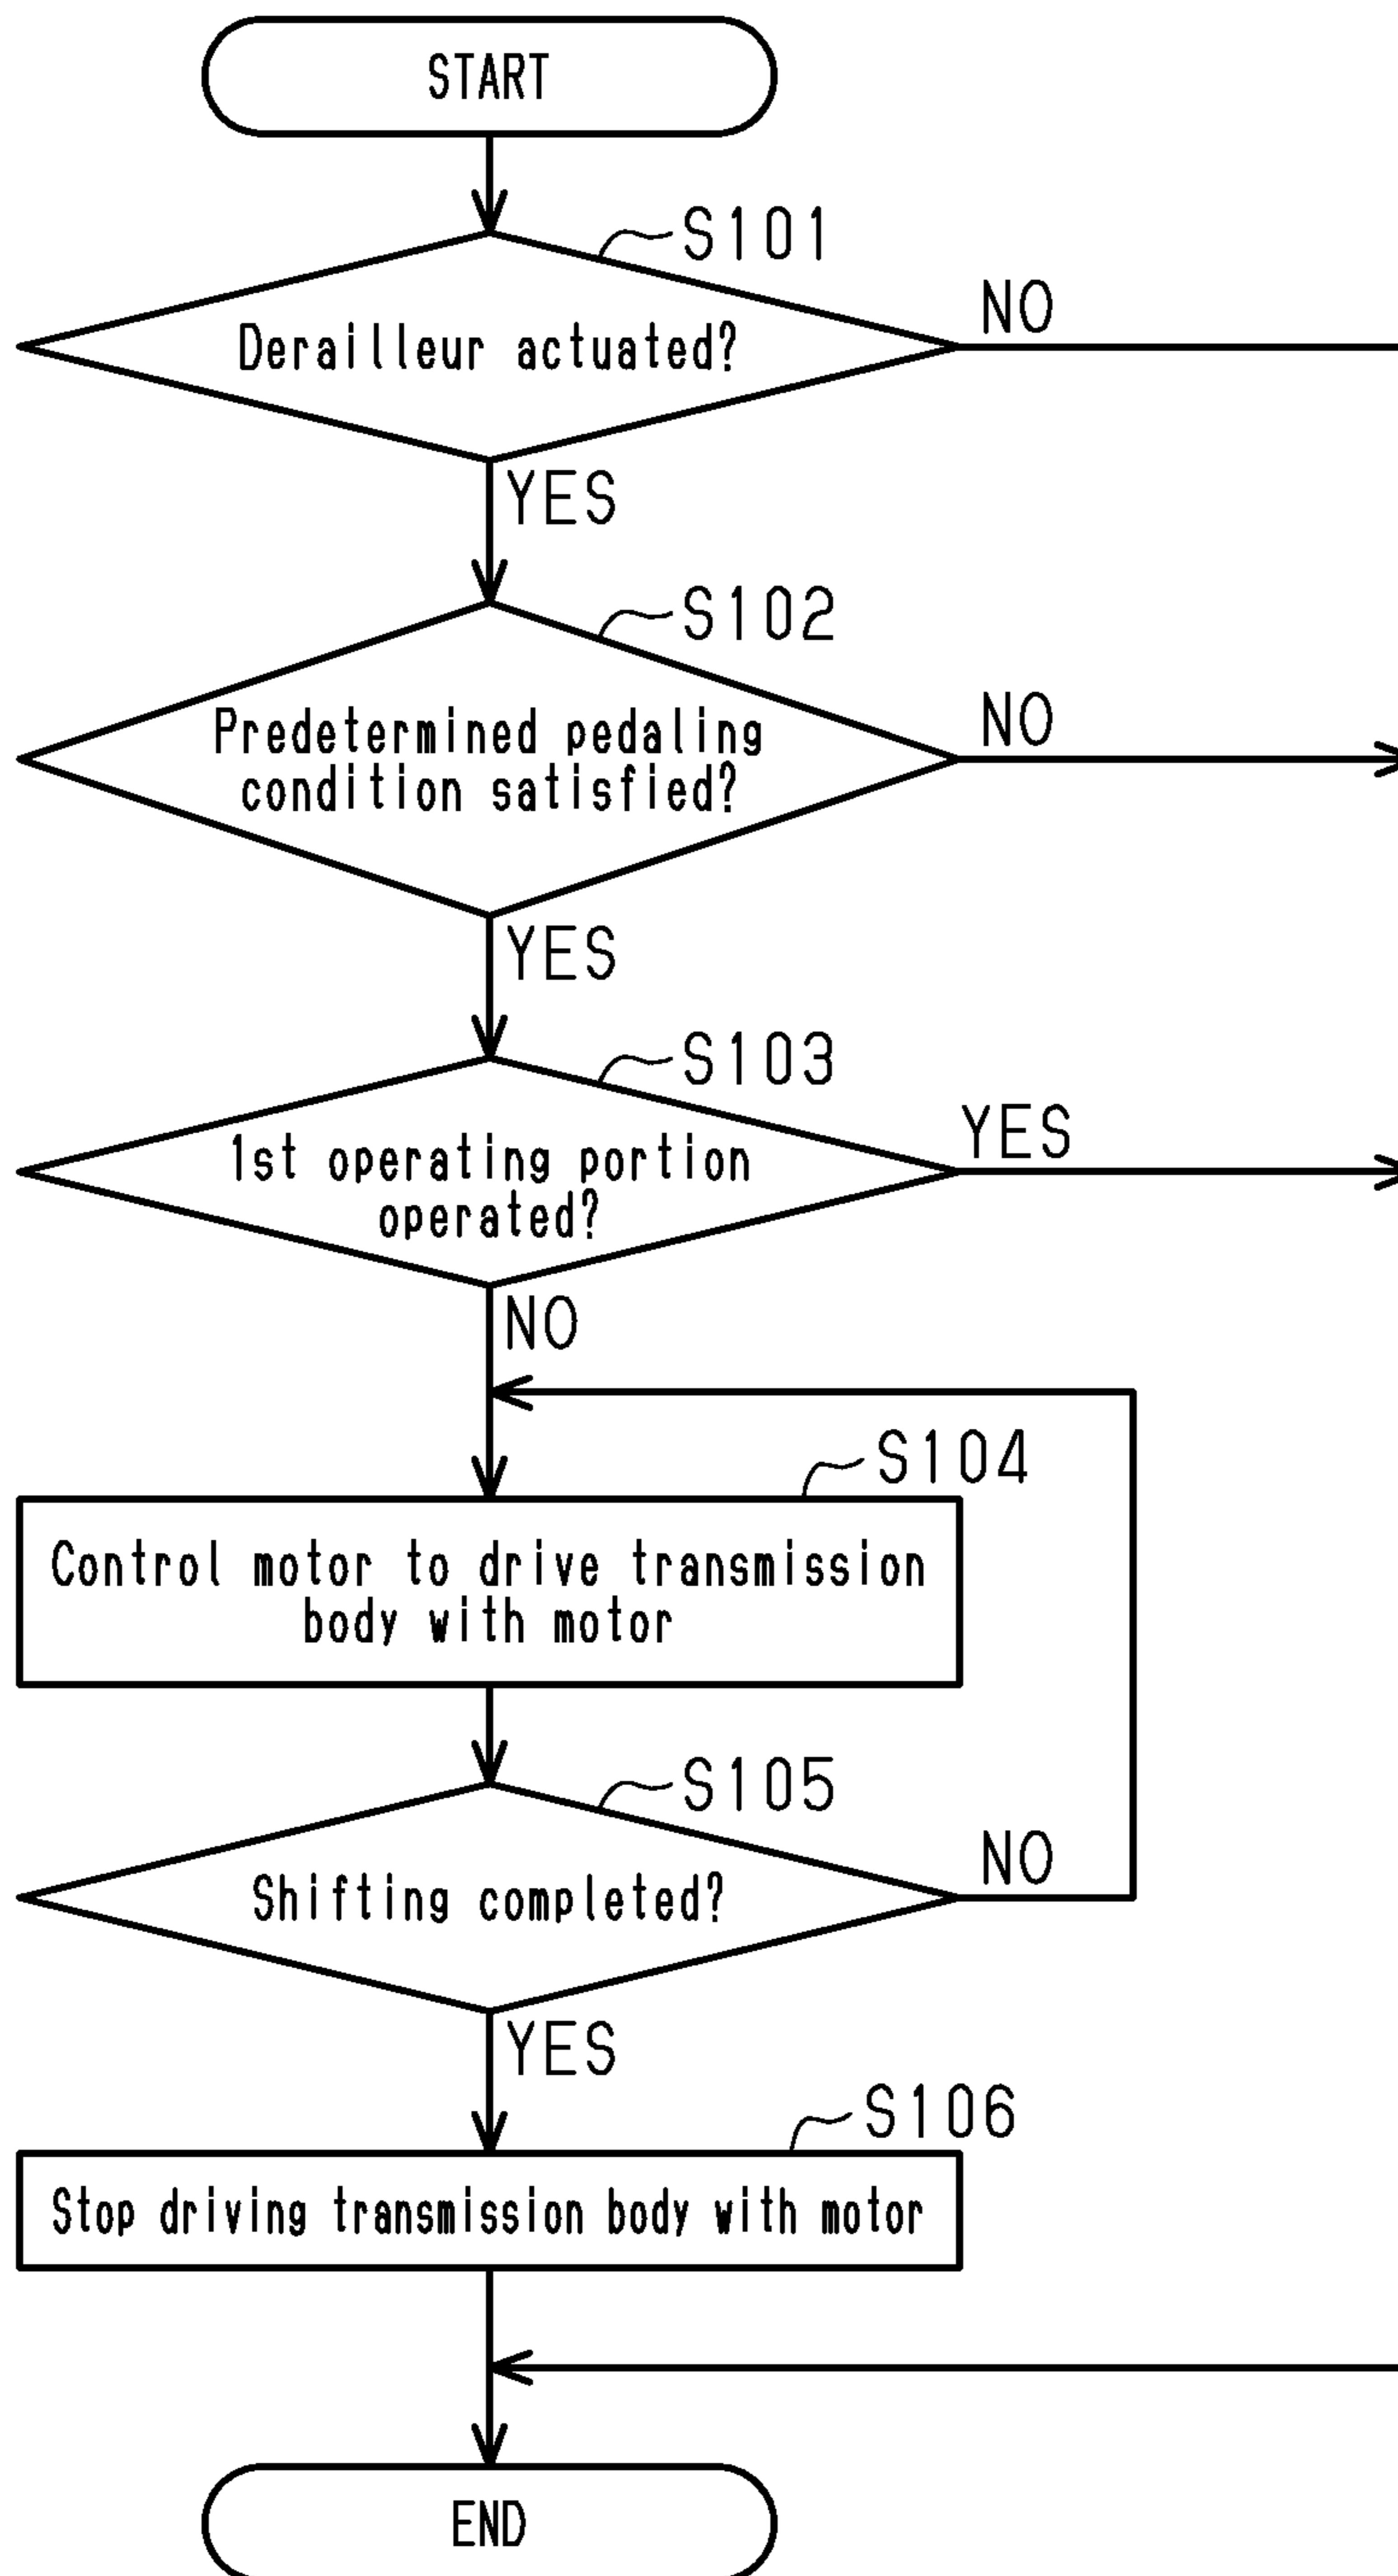 START
S101
Derailleur actuated?
NO
YES
S102
Predetermined pedaling
condition satisfied?
NO
YES
S103
1st operating portion
operated?
YES
NO
S104
Control motor to drive transmission
body with motor
S105
Shifting completed?
NO
YES
S106
Stop driving transmission body with motor
END